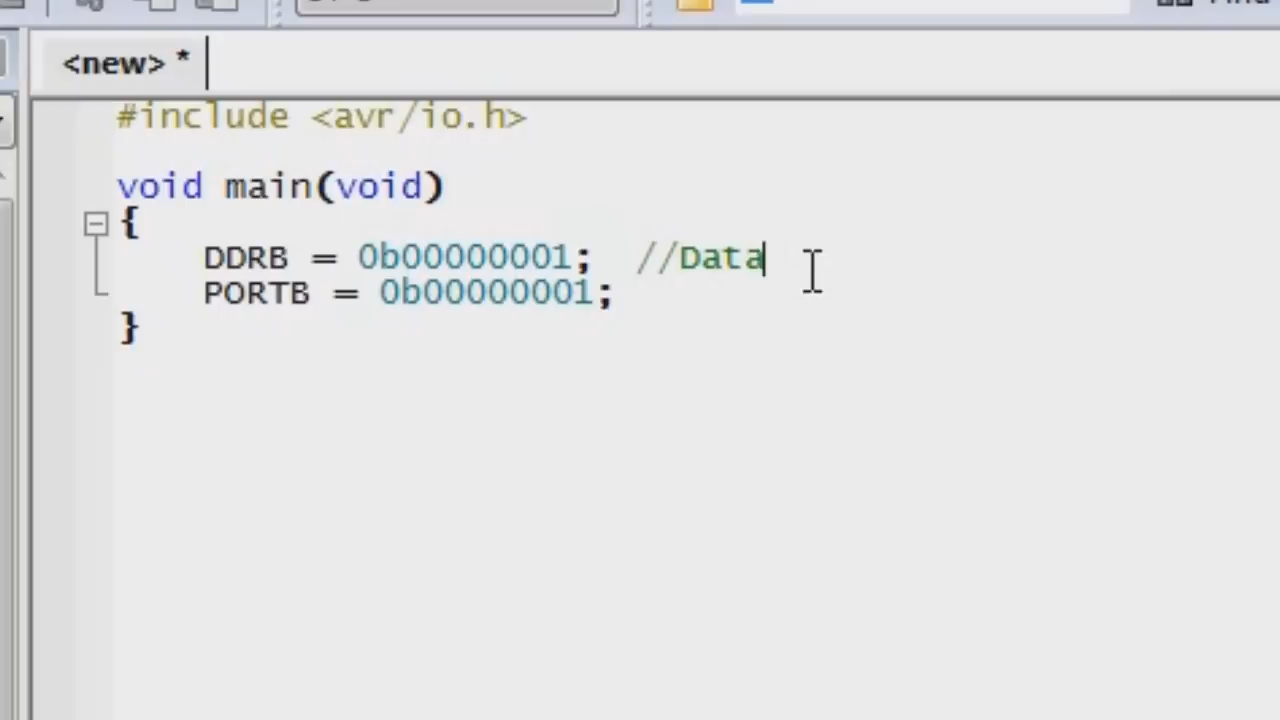 <new> *
#include <avr/io.h>
void main(void)
{
DDRB = 0b00000001; //Data
PORTB = 0b00000001;
}